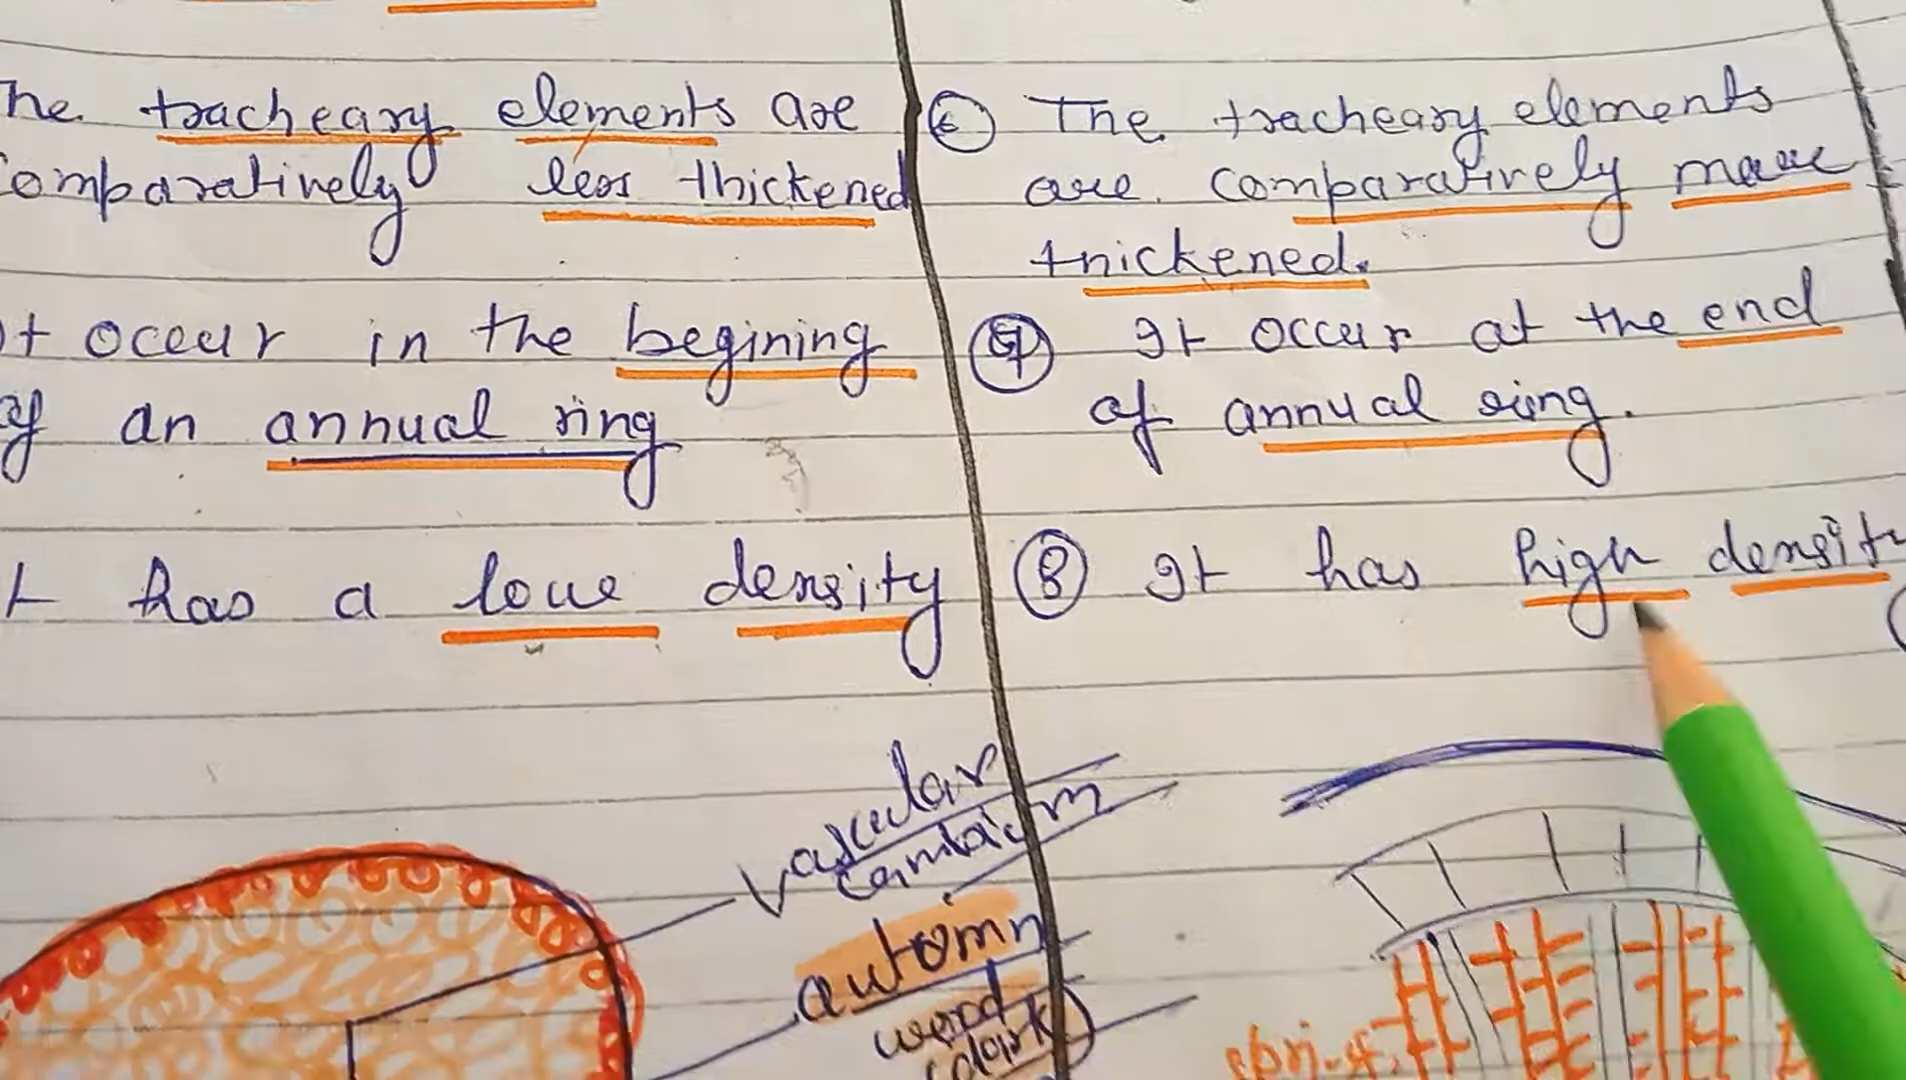 The tracheary elements are
Comparatively less thickened
It occur in the begining
of an annual ring
It has a low density
6 The tracheary elements
are comparatively more
thickened.
7 It occur at the end
of annual ring.
8 It has high density
vascular
cambium
automn
wood
(dark)